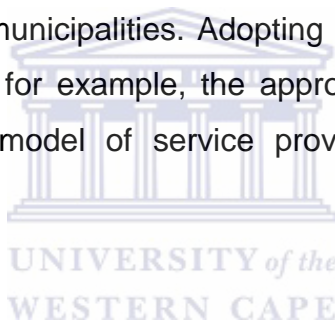 municipalities. Adopting
for example, the appro
model of service prov
UNIVERSITY of the
WESTERN CAPE